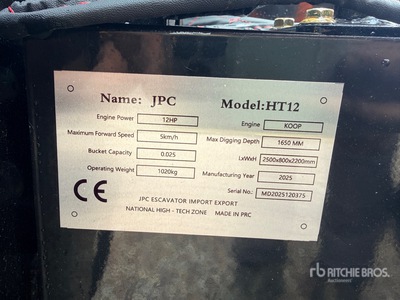 Name: JPC Model:HT12
Engine Power 12HP Engine KOOP
Maximum Forward Speed 5km/h Max Digging Depth 1650 MM
Bucket Capacity 0.025 LxWxH 2500x800x2200mm
Operating Weight 1020kg Manufacturing Year 2025
Serial No.: MD2025120375
CE
JPC ESCAVATOR IMPORT EXPORT
NATIONAL HIGH - TECH ZONE MADE IN PRC
rb RITCHIE BROS.
Auctioneers